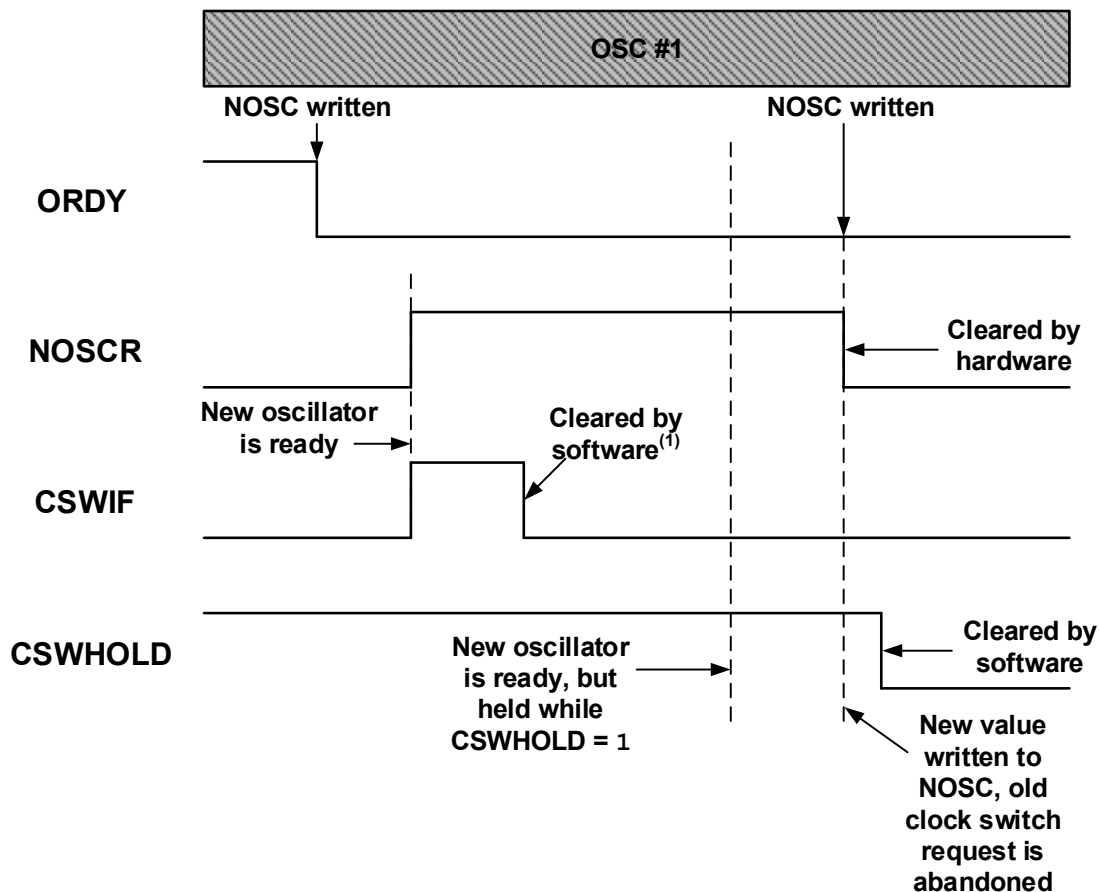 OSC #1
NOSC written
NOSC written
ORDY
NOSCR
Cleared by
hardware
New oscillator
is ready
Cleared by
software(1)
CSWIF
CSWHOLD
New oscillator
is ready, but
held while
CSWHOLD = 1
Cleared by
software
New value
written to
NOSC, old
clock switch
request is
abandoned